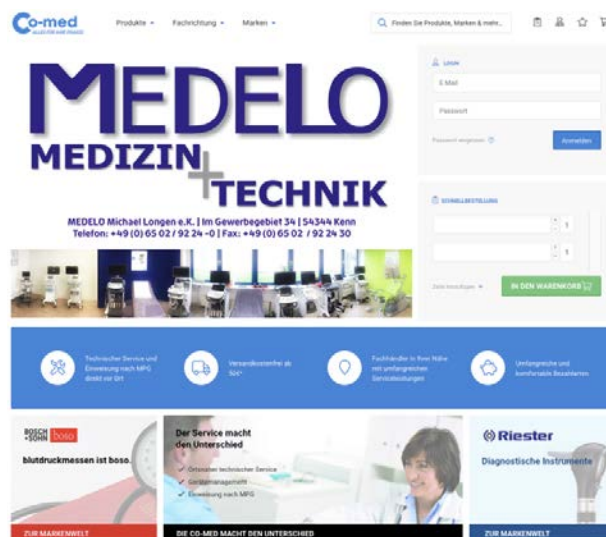 Co-med
ALLES FÜR IHRE PRAXIS
Produkte
Fachrichtung
Marken
Finden Sie Produkte, Marken & mehr...
MEDELO
MEDIZIN
+
TECHNIK
MEDELO Michael Longen e.K. | Im Gewerbegebiet 34 | 54344 Kenn
Telefon: +49 (0) 65 02 / 92 24 -0 | Fax: +49 (0) 65 02 / 92 24 30
LOGIN
E-Mail
Passwort
Passwort vergessen
Anmelden
SCHNELLBESTELLUNG
1
1
Zeile hinzufügen
IN DEN WARENKORB
Technischer Service und
Einweisung nach MPG
direkt vor Ort
Versandkostenfrei ab
50€*
Fachhändler in Ihrer Nähe
mit umfangreichen
Serviceleistungen
Umfangreiche und
komfortable Bezahlarten
BOSCH
+SOHN
boso
blutdruckmessen ist boso.
ZUR MARKENWELT
Der Service macht
den Unterschied
Ortsnaher technischer Service
Gerätemanagement
Einweisung nach MPG
DIE CO-MED MACHT DEN UNTERSCHIED
Riester
Diagnostische Instrumente
ZUR MARKENWELT